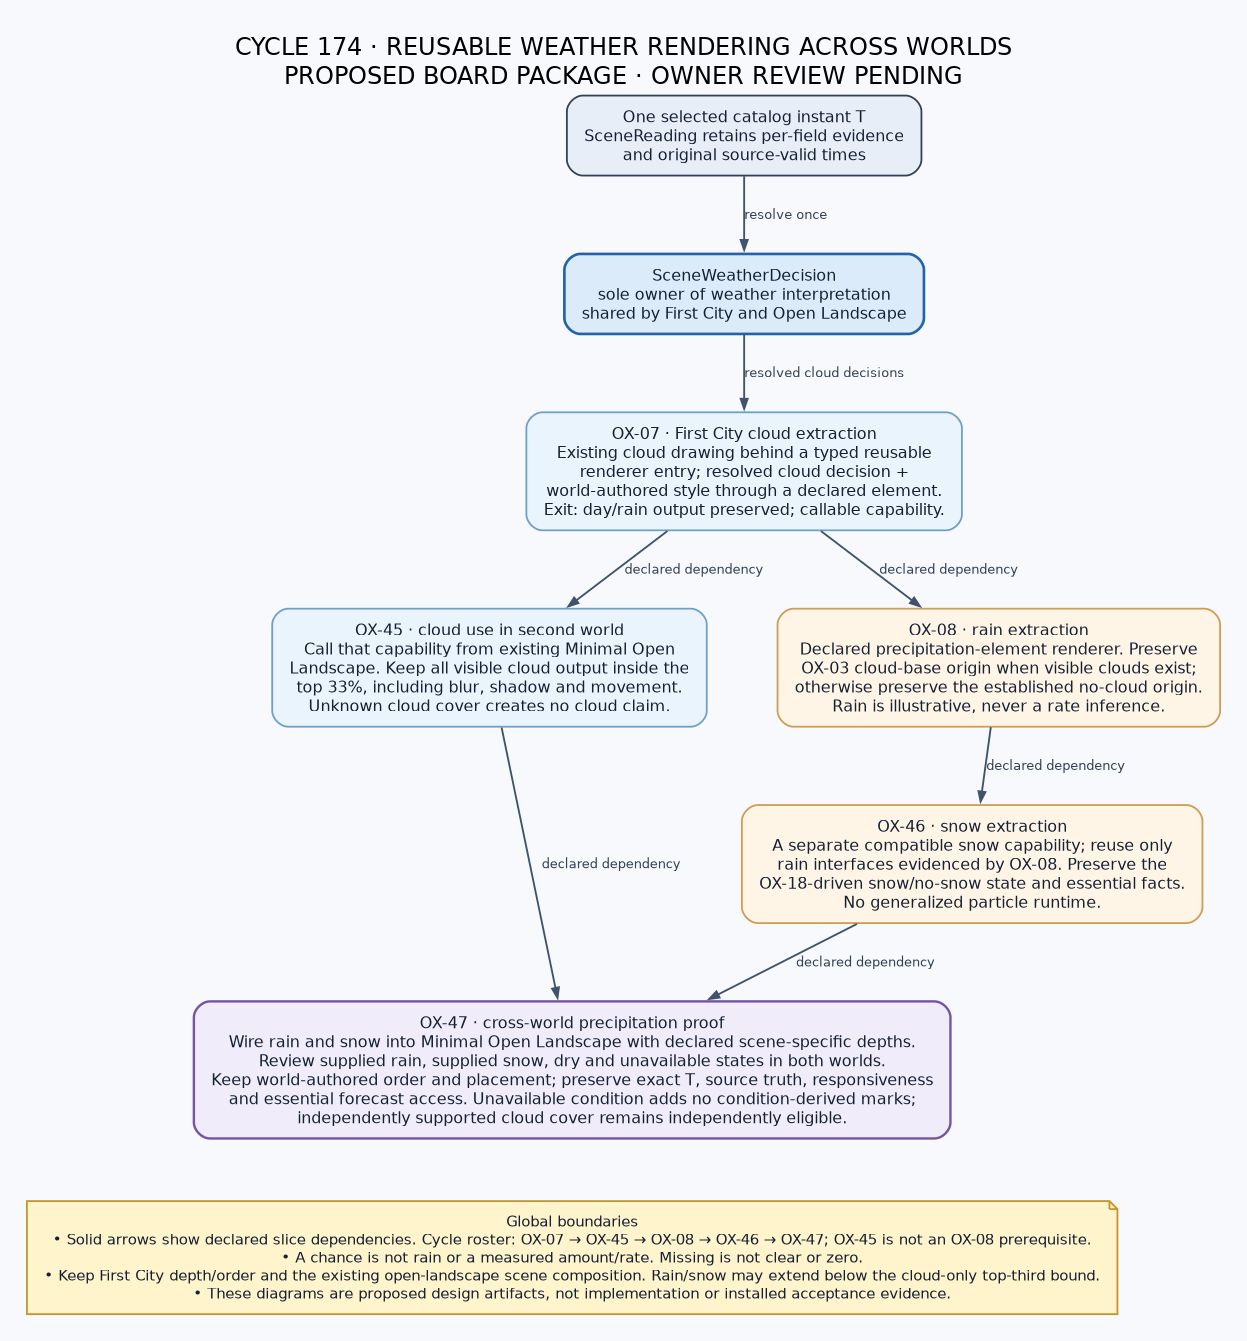 CYCLE 174 · REUSABLE WEATHER RENDERING ACROSS WORLDS
PROPOSED BOARD PACKAGE · OWNER REVIEW PENDING
One selected catalog instant T
SceneReading retains per-field evidence
and original source-valid times
resolve once
SceneWeatherDecision
sole owner of weather interpretation
shared by First City and Open Landscape
resolved cloud decisions
OX-07 · First City cloud extraction
Existing cloud drawing behind a typed reusable
renderer entry; resolved cloud decision +
world-authored style through a declared element.
Exit: day/rain output preserved; callable capability.
declared dependency
declared dependency
OX-45 · cloud use in second world
Call that capability from existing Minimal Open
Landscape. Keep all visible cloud output inside the
top 33%, including blur, shadow and movement.
Unknown cloud cover creates no cloud claim.
OX-08 · rain extraction
Declared precipitation-element renderer. Preserve
OX-03 cloud-base origin when visible clouds exist;
otherwise preserve the established no-cloud origin.
Rain is illustrative, never a rate inference.
declared dependency
OX-46 · snow extraction
A separate compatible snow capability; reuse only
rain interfaces evidenced by OX-08. Preserve the
OX-18-driven snow/no-snow state and essential facts.
No generalized particle runtime.
declared dependency
declared dependency
OX-47 · cross-world precipitation proof
Wire rain and snow into Minimal Open Landscape with declared scene-specific depths.
Review supplied rain, supplied snow, dry and unavailable states in both worlds.
Keep world-authored order and placement; preserve exact T, source truth, responsiveness
and essential forecast access. Unavailable condition adds no condition-derived marks;
independently supported cloud cover remains independently eligible.
Global boundaries
• Solid arrows show declared slice dependencies. Cycle roster: OX-07 → OX-45 → OX-08 → OX-46 → OX-47; OX-45 is not an OX-08 prerequisite.
• A chance is not rain or a measured amount/rate. Missing is not clear or zero.
• Keep First City depth/order and the existing open-landscape scene composition. Rain/snow may extend below the cloud-only top-third bound.
• These diagrams are proposed design artifacts, not implementation or installed acceptance evidence.